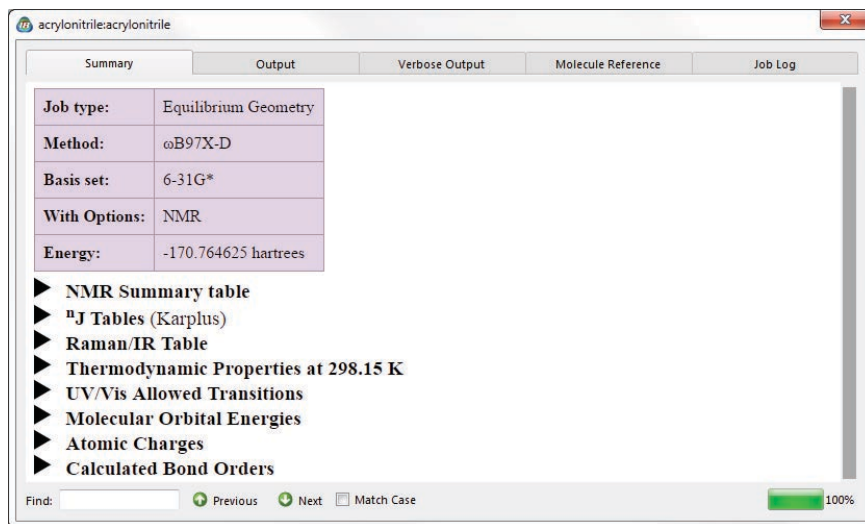 acrylonitrile:acrylonitrile
Summary Output Verbose Output Molecule Reference Job Log
Job type: Equilibrium Geometry
Method: ωB97X-D
Basis set: 6-31G*
With Options: NMR
Energy: -170.764625 hartrees
NMR Summary table
ⁿJ Tables (Karplus)
Raman/IR Table
Thermodynamic Properties at 298.15 K
UV/Vis Allowed Transitions
Molecular Orbital Energies
Atomic Charges
Calculated Bond Orders
Find: Previous Next Match Case 100%